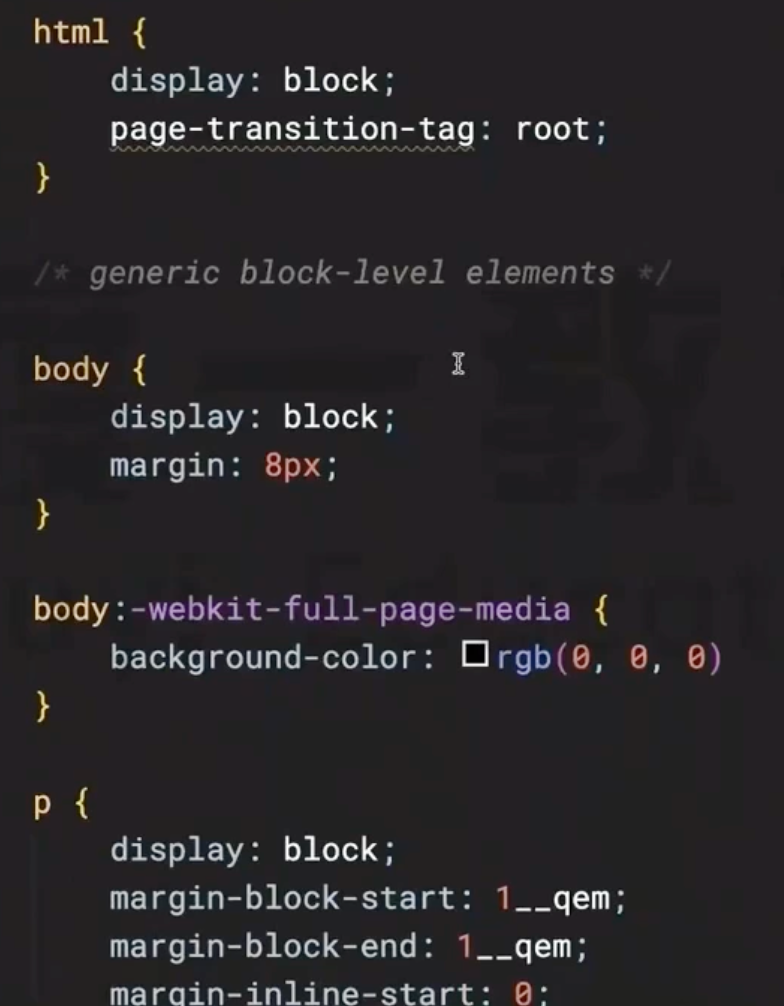 html {
display: block;
page-transition-tag: root;
}
/* generic block-level elements */
body {
display: block;
margin: 8px;
}
body:-webkit-full-page-media {
background-color: rgb(0, 0, 0)
}
p {
display: block;
margin-block-start: 1__qem;
margin-block-end: 1__qem;
margin-inline-start: 0;